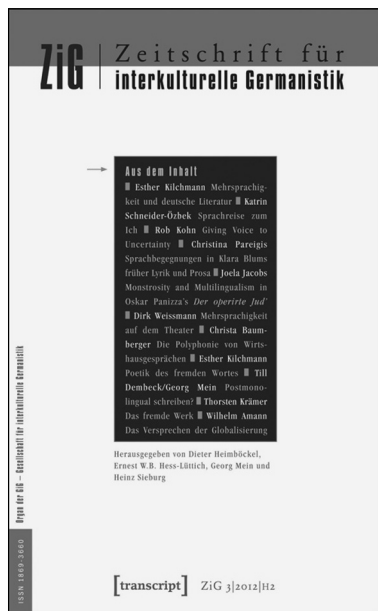 ZiG | Zeitschrift für
interkulturelle Germanistik
→ Aus dem Inhalt
Esther Kilchmann Mehrsprachig-
keit und deutsche Literatur ■ Katrin
Schneider-Özbek Sprachreise zum
Ich ■ Rob Kohn Giving Voice to
Uncertainty ■ Christina Pareigis
Sprachbegegnungen in Klara Blums
früher Lyrik und Prosa ■ Joela Jacobs
Monstrosity and Multilingualism in
Oskar Panizza's Der operirte Jud'
■ Dirk Weissmann Mehrsprachigkeit
auf dem Theater ■ Christa Baum-
berger Die Polyphonie von Wirts-
hausgesprächen ■ Esther Kilchmann
Poetik des fremden Wortes ■ Till
Dembeck/Georg Mein Postmono-
lingual schreiben? ■ Thorsten Krämer
Das fremde Werk ■ Wilhelm Amann
Das Versprechen der Globalisierung
Herausgegeben von Dieter Heimböckel,
Ernest W.B. Hess-Lüttich, Georg Mein und
Heinz Sieburg
Organ der GiG – Gesellschaft für interkulturelle Germanistik
ISSN 1869-3660
[transcript] ZiG 3|2012|H2